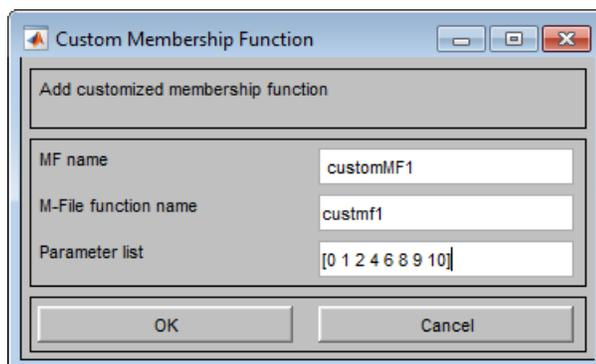 Custom Membership Function
Add customized membership function
MF name customMF1
M-File function name custmf1
Parameter list [0 1 2 4 6 8 9 10]
OK Cancel